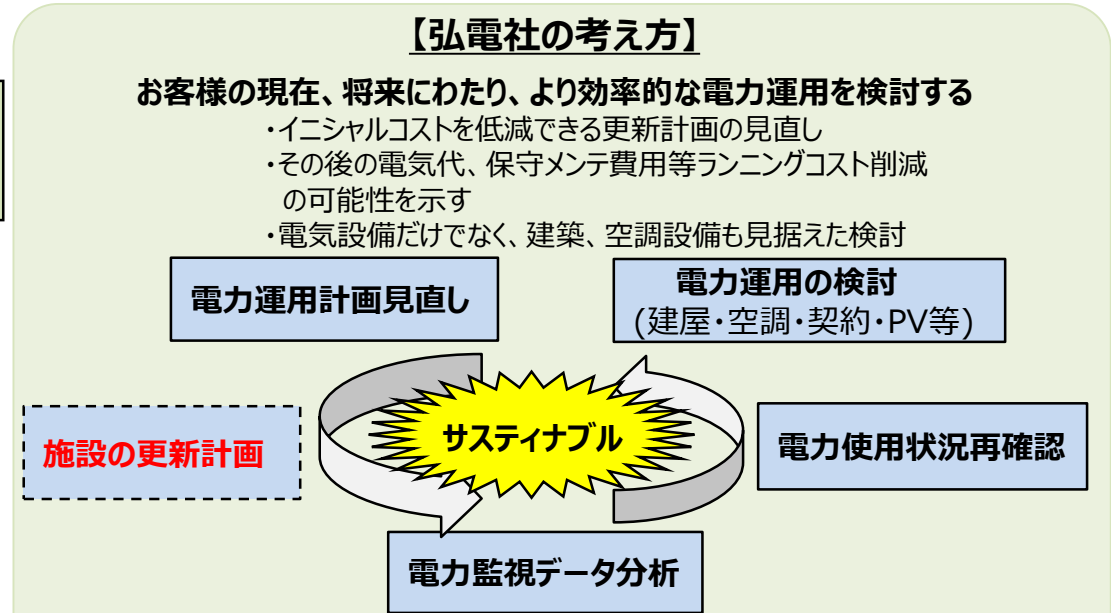 【弘電社の考え方】
お客様の現在、将来にわたり、より効率的な電力運用を検討する
・イニシャルコストを低減できる更新計画の見直し
・その後の電気代、保守メンテ費用等ランニングコスト削減
の可能性を示す
・電気設備だけでなく、建築、空調設備も見据えた検討
電力運用計画見直し
電力運用の検討
(建屋・空調・契約・PV等)
施設の更新計画
サスティナブル
電力使用状況再確認
電力監視データ分析